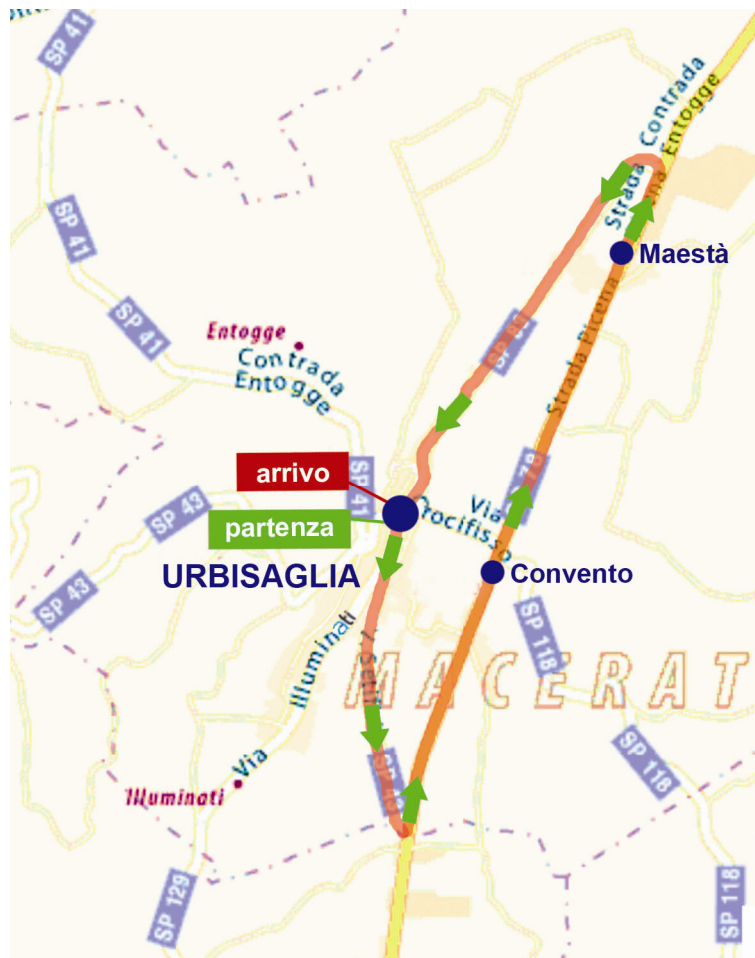 SP 41
Strada Contrada
Entogge
SP 41
Maestà
SP 41
Entogge
Contrada
Entogge
Strada Picena
arrivo
SP 41
SP 43
Via
Crocifisso
partenza
URBISAGLIA
Convento
SP 43
SP 118
Illuminati
Via
MACERAT
SP 118
Illuminati
SP 129
SP 118